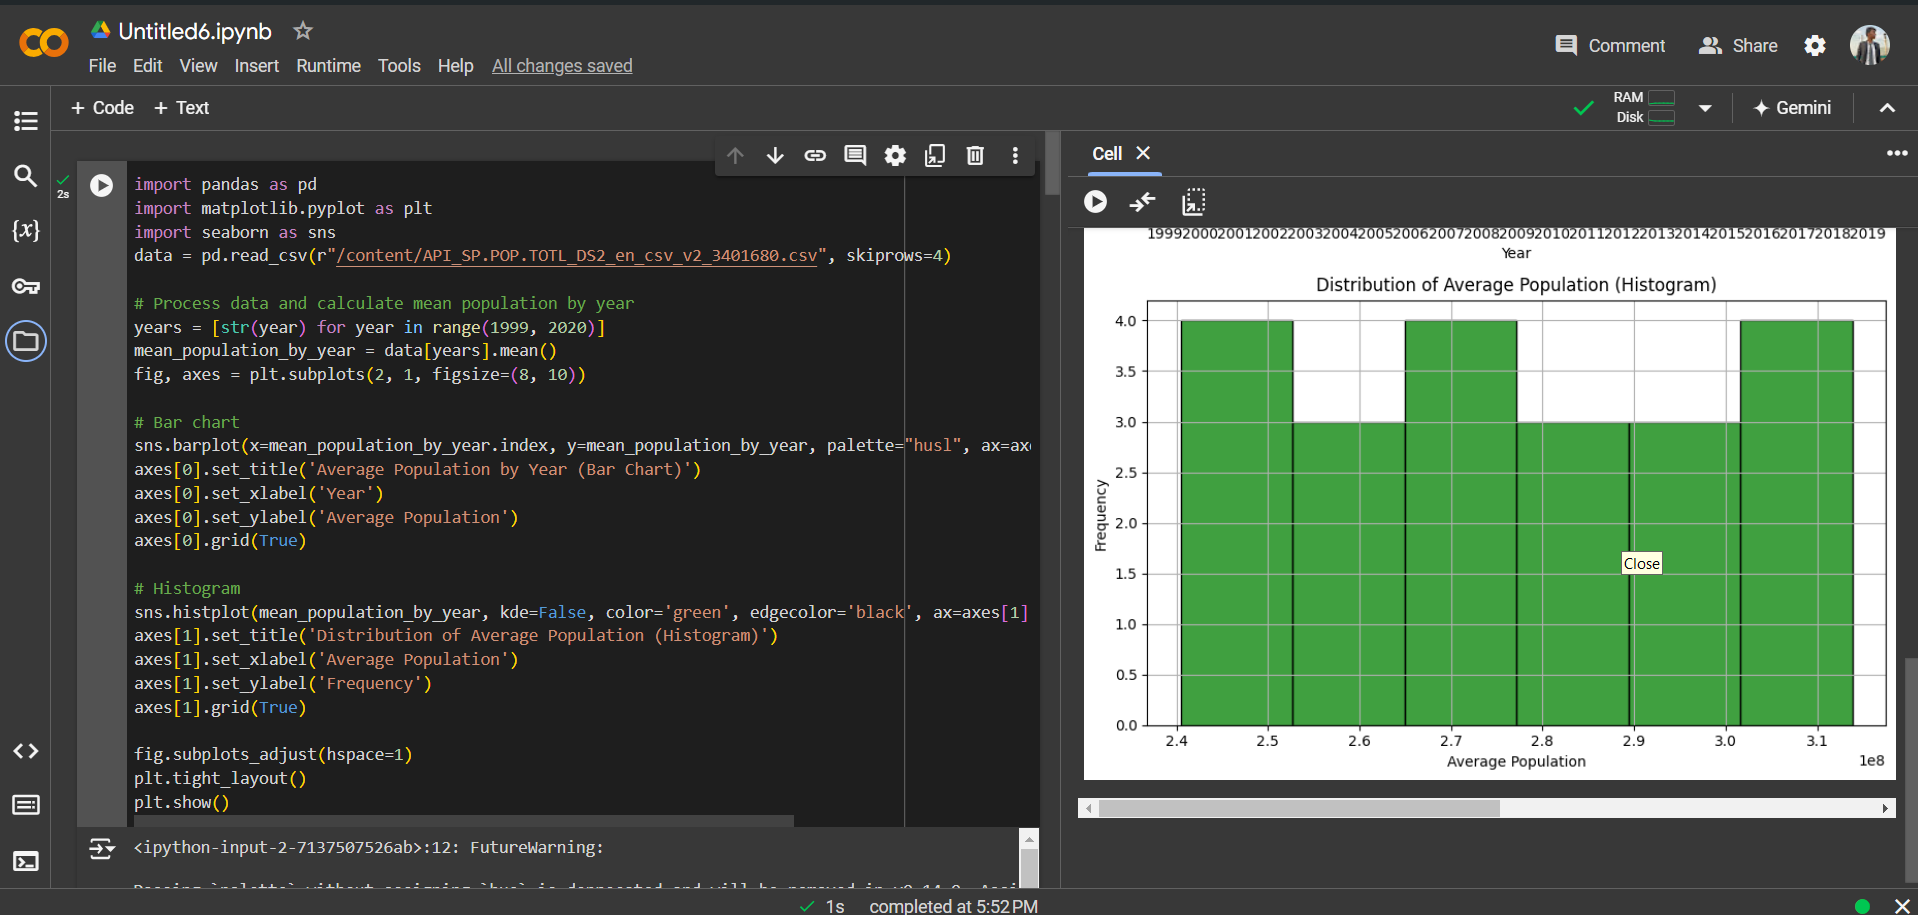 Untitled6.ipynb
File Edit View Insert Runtime Tools Help All changes saved
Comment Share
+ Code + Text
RAM
Disk
Gemini
2s
import pandas as pd
import matplotlib.pyplot as plt
import seaborn as sns
data = pd.read_csv(r"/content/API_SP.POP.TOTL_DS2_en_csv_v2_3401680.csv", skiprows=4)
# Process data and calculate mean population by year
years = [str(year) for year in range(1999, 2020)]
mean_population_by_year = data[years].mean()
fig, axes = plt.subplots(2, 1, figsize=(8, 10))
# Bar chart
sns.barplot(x=mean_population_by_year.index, y=mean_population_by_year, palette="husl", ax=ax
axes[0].set_title('Average Population by Year (Bar Chart)')
axes[0].set_xlabel('Year')
axes[0].set_ylabel('Average Population')
axes[0].grid(True)
# Histogram
sns.histplot(mean_population_by_year, kde=False, color='green', edgecolor='black', ax=axes[1]
axes[1].set_title('Distribution of Average Population (Histogram)')
axes[1].set_xlabel('Average Population')
axes[1].set_ylabel('Frequency')
axes[1].grid(True)
fig.subplots_adjust(hspace=1)
plt.tight_layout()
plt.show()
<ipython-input-2-7137507526ab>:12: FutureWarning:
Cell
199920002001200220032004200520062007200820092010201120122013201420152016201720182019
Year
Distribution of Average Population (Histogram)
4.0
3.5
3.0
2.5
2.0
1.5
1.0
0.5
0.0
Frequency
Close
2.4 2.5 2.6 2.7 2.8 2.9 3.0 3.1
Average Population
1e8
1s completed at 5:52 PM